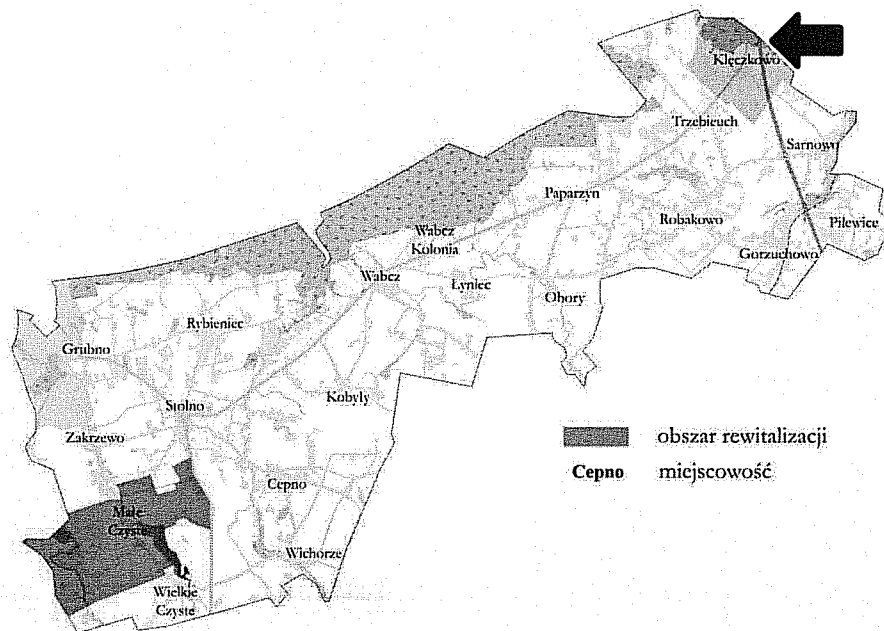 Klęczkowo
Trzebieuch
Sarnowo
Paparzyn
Robakowo
Pilewice
Wabcz
Kolonia
Gorzuchowo
Wabcz
Łyniec
Obory
Rybieniec
Grubno
Kobyły
Stolno
Zakrzewo
obszar rewitalizacji
Cepno miejscowość
Cepno
Małe
Czyste
Wichorze
Wielkie
Czyste